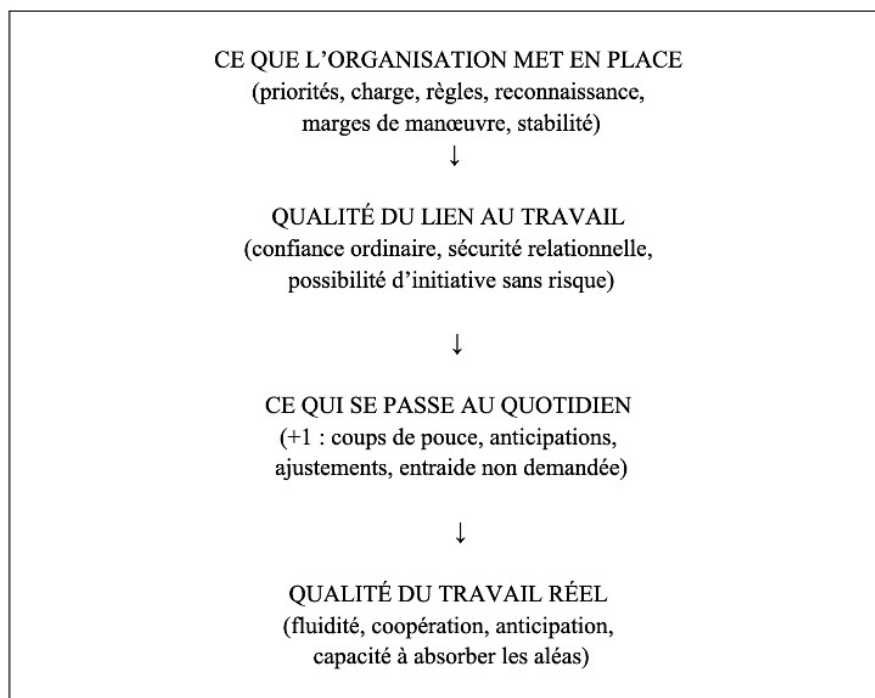 CE QUE L’ORGANISATION MET EN PLACE
(priorités, charge, règles, reconnaissance,
marges de manœuvre, stabilité)
↓
QUALITÉ DU LIEN AU TRAVAIL
(confiance ordinaire, sécurité relationnelle,
possibilité d’initiative sans risque)
↓
CE QUI SE PASSE AU QUOTIDIEN
(+1 : coups de pouce, anticipations,
ajustements, entraide non demandée)
↓
QUALITÉ DU TRAVAIL RÉEL
(fluidité, coopération, anticipation,
capacité à absorber les aléas)